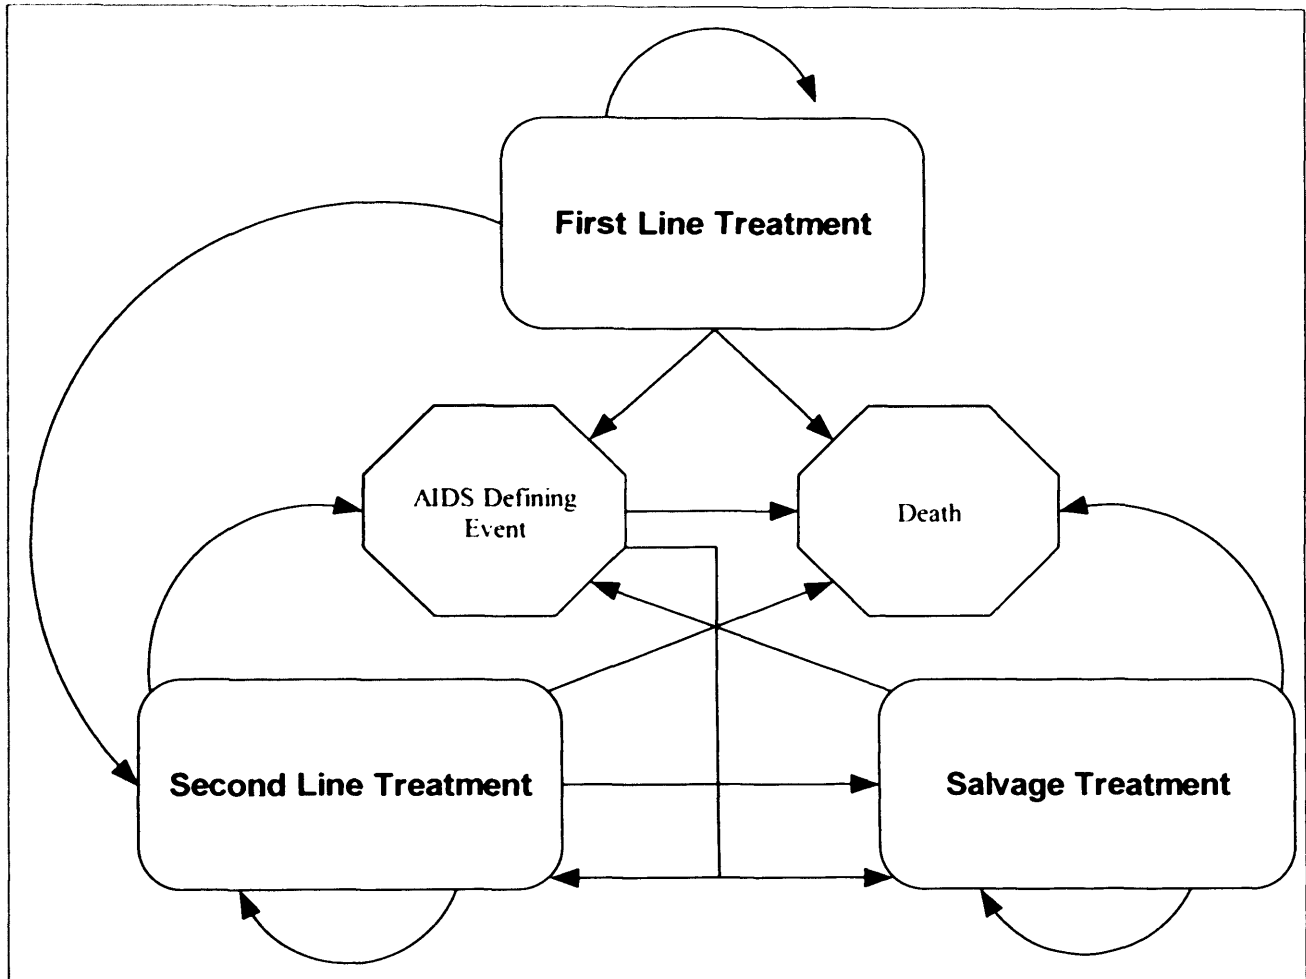 First Line Treatment
AIDS Defining
Event
Death
Second Line Treatment
Salvage Treatment